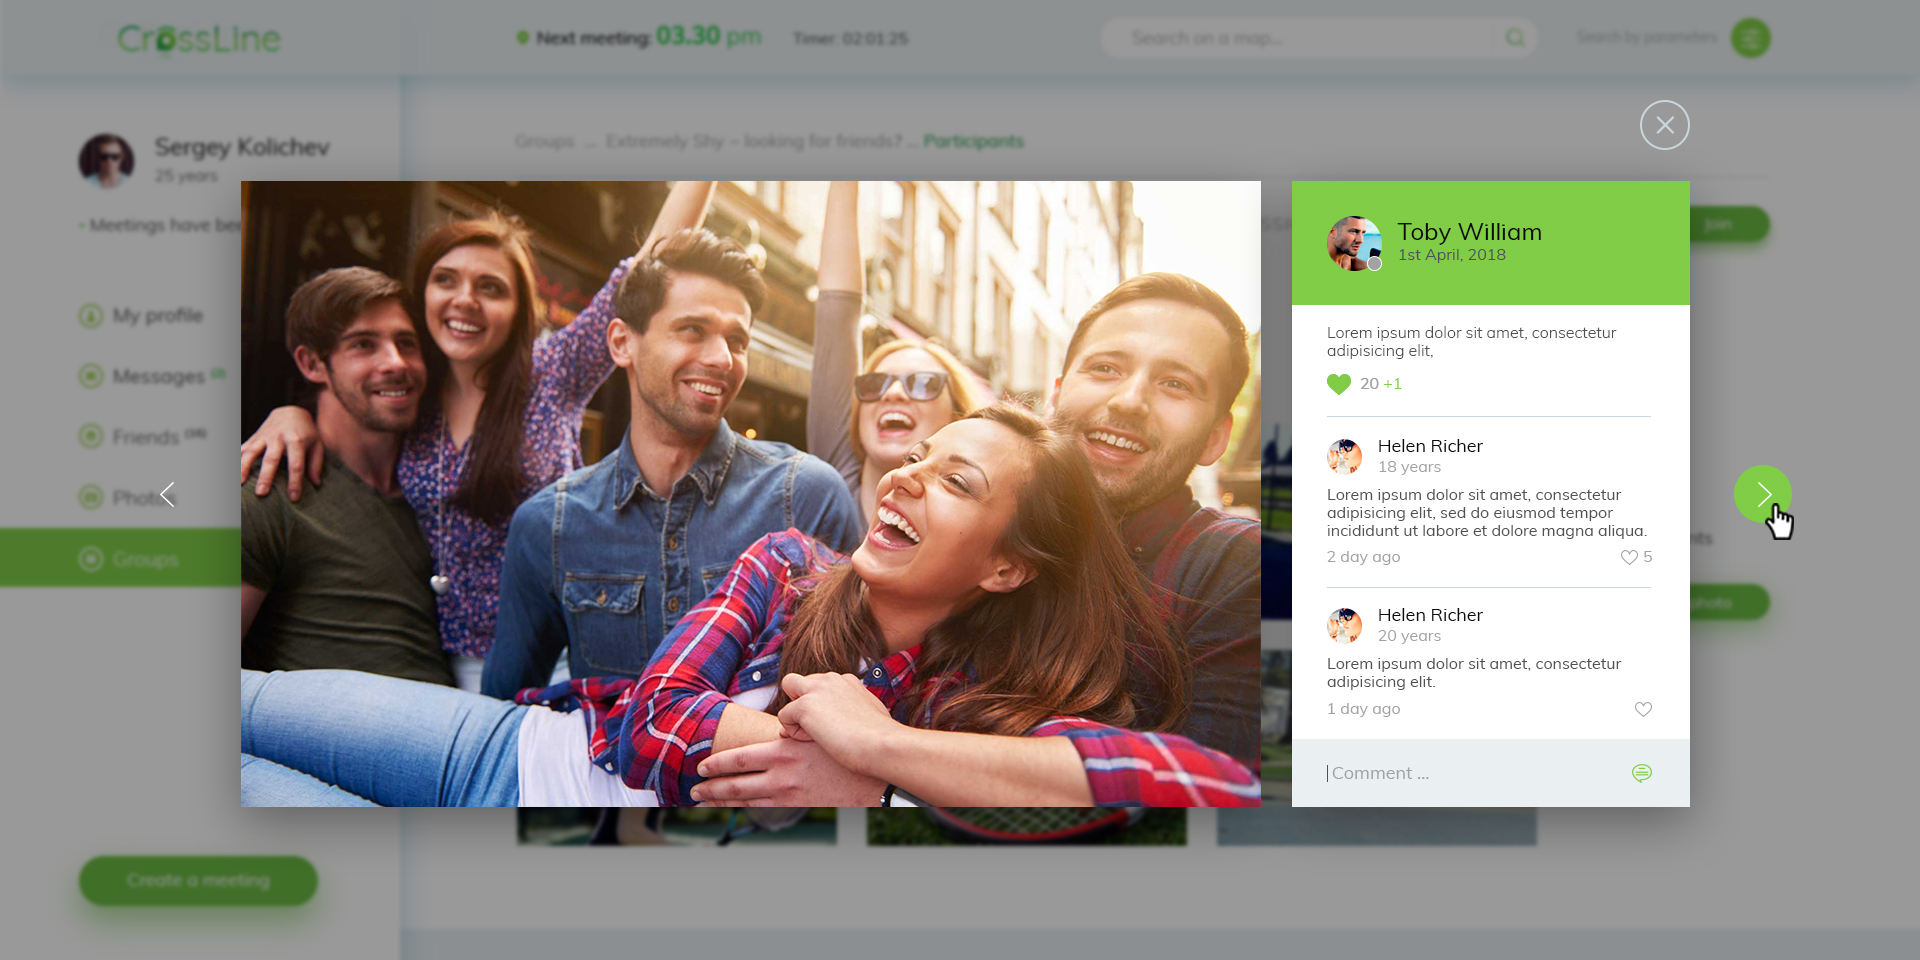 CrossLine
Next meeting: 03.30 pm
Timer: 02:01:25
Search on a map...
Search by parameters
Sergey Kolichev
25 years
Groups ... Extremely Shy ~ looking for friends? ... Participants
• Meetings have bee
Join
My profile
Messages
Friends (16)
Photos
Groups
Create a meeting
photo
Toby William
1st April, 2018
Lorem ipsum dolor sit amet, consectetur
adipisicing elit,
20 +1
Helen Richer
18 years
Lorem ipsum dolor sit amet, consectetur
adipisicing elit, sed do eiusmod tempor
incididunt ut labore et dolore magna aliqua.
2 day ago
5
Helen Richer
20 years
Lorem ipsum dolor sit amet, consectetur
adipisicing elit.
1 day ago
Comment ...